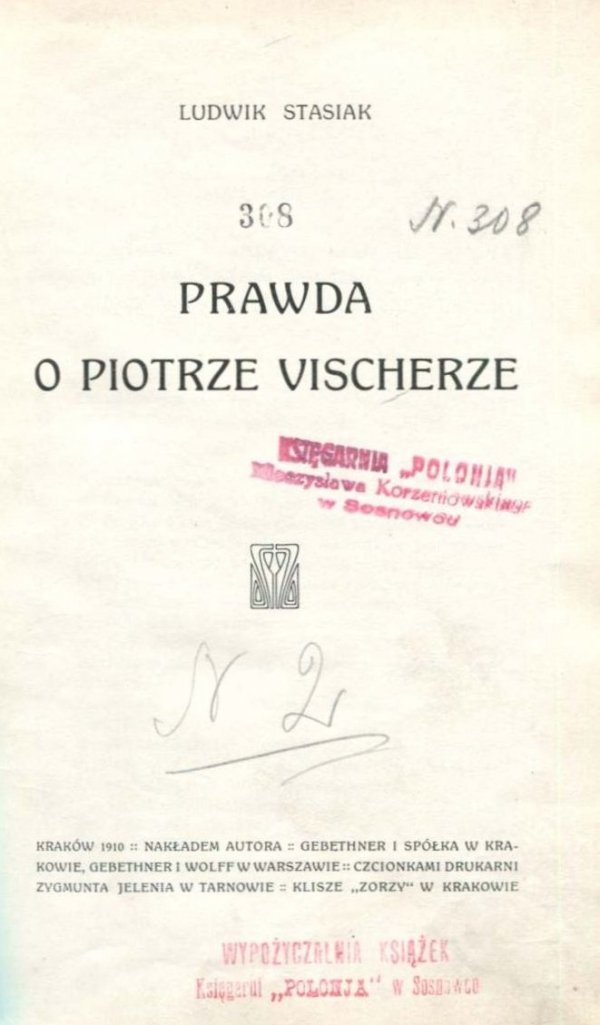 LUDWIK STASIAK
308
N. 308
PRAWDA
O PIOTRZE VISCHERZE
KSIĘGARNIA „POLONJA"
Mieczysława Korzeniowskiego
w Sosnowcu
N 2
KRAKÓW 1910 :: NAKŁADEM AUTORA :: GEBETHNER I SPÓŁKA W KRA-
KOWIE, GEBETHNER I WOLFF W WARSZAWIE :: CZCIONKAMI DRUKARNI
ZYGMUNTA JELENIA W TARNOWIE :: KLISZE „ZORZY" W KRAKOWIE
WYPOŻYCZALNIA KSIĄŻEK
Księgarni „POLONJA" w Sosnowcu